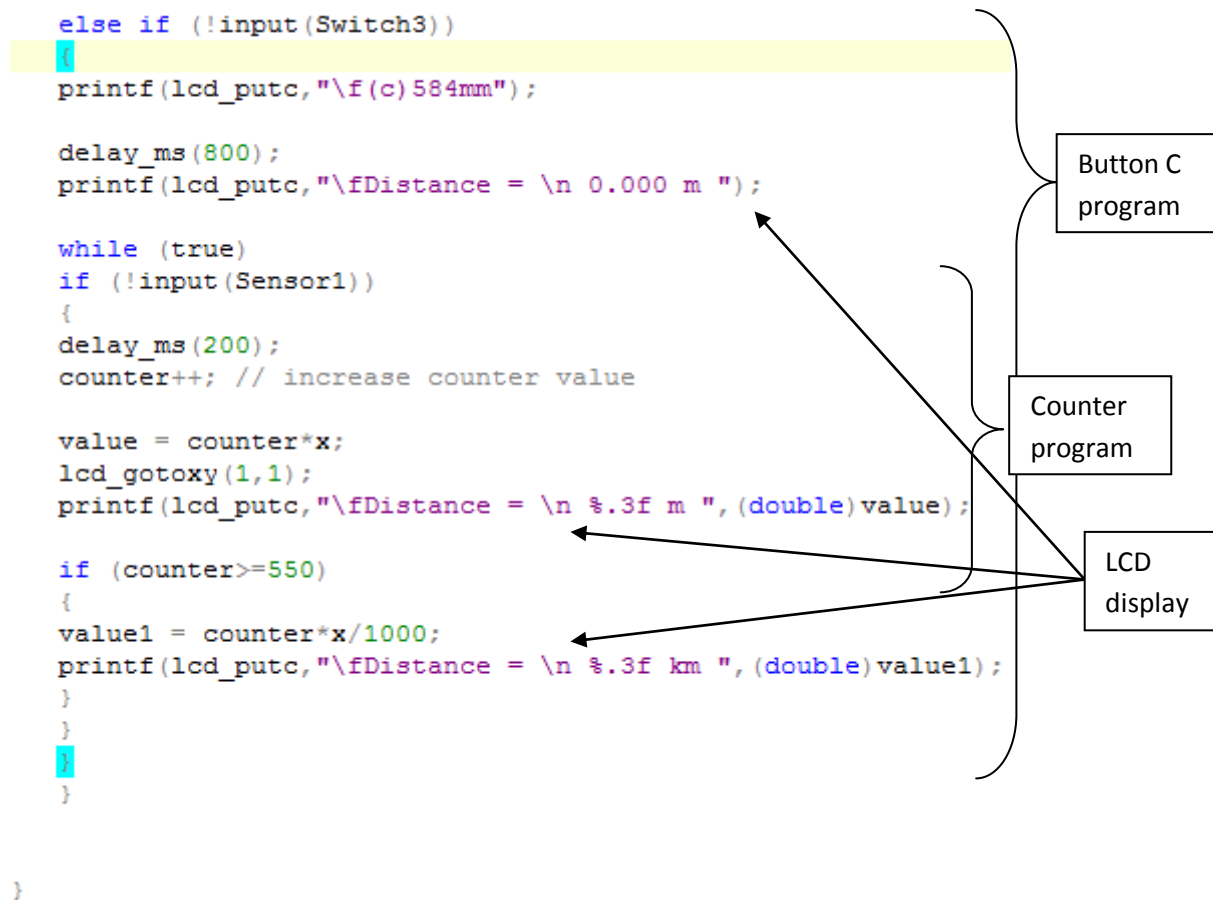 else if (!input(Switch3))
{
printf(lcd_putc,"\f(c)584mm");
delay_ms(800);
printf(lcd_putc,"\fDistance = \n 0.000 m ");
while (true)
if (!input(Sensor1))
{
delay_ms(200);
counter++; // increase counter value
value = counter*x;
lcd_gotoxy(1,1);
printf(lcd_putc,"\fDistance = \n %.3f m ",(double)value);
if (counter>=550)
{
value1 = counter*x/1000;
printf(lcd_putc,"\fDistance = \n %.3f km ",(double)value1);
}
}
}
}
}
Button C
program
Counter
program
LCD
display